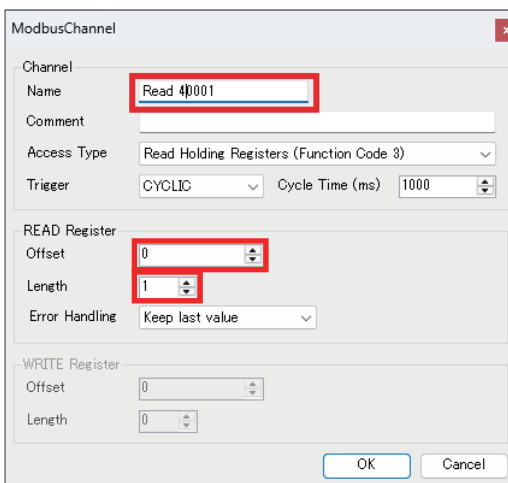 ModbusChannel
x
Channel
Name Read 40001
Comment
Access Type Read Holding Registers (Function Code 3)
Trigger CYCLIC Cycle Time (ms) 1000
READ Register
Offset 0
Length 1
Error Handling Keep last value
WRITE Register
Offset 0
Length 0
OK Cancel